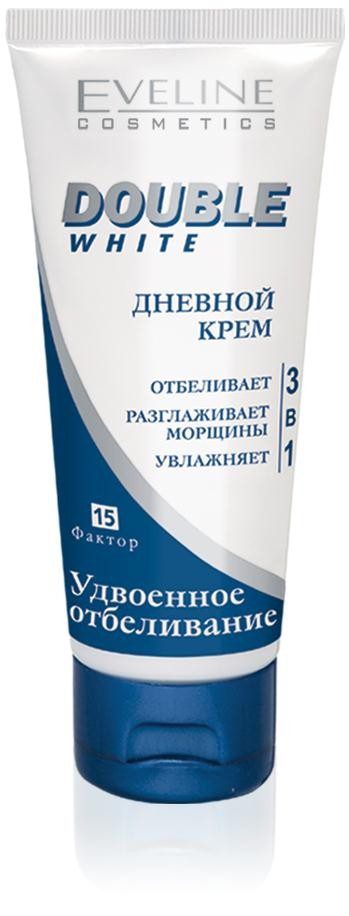 EVELINE
COSMETICS
DOUBLE
WHITE
ДНЕВНОЙ
КРЕМ
ОТБЕЛИВАЕТ
РАЗГЛАЖИВАЕТ
МОРЩИНЫ
УВЛАЖНЯЕТ
3
В
1
15
Фактор
Удвоенное
отбеливание